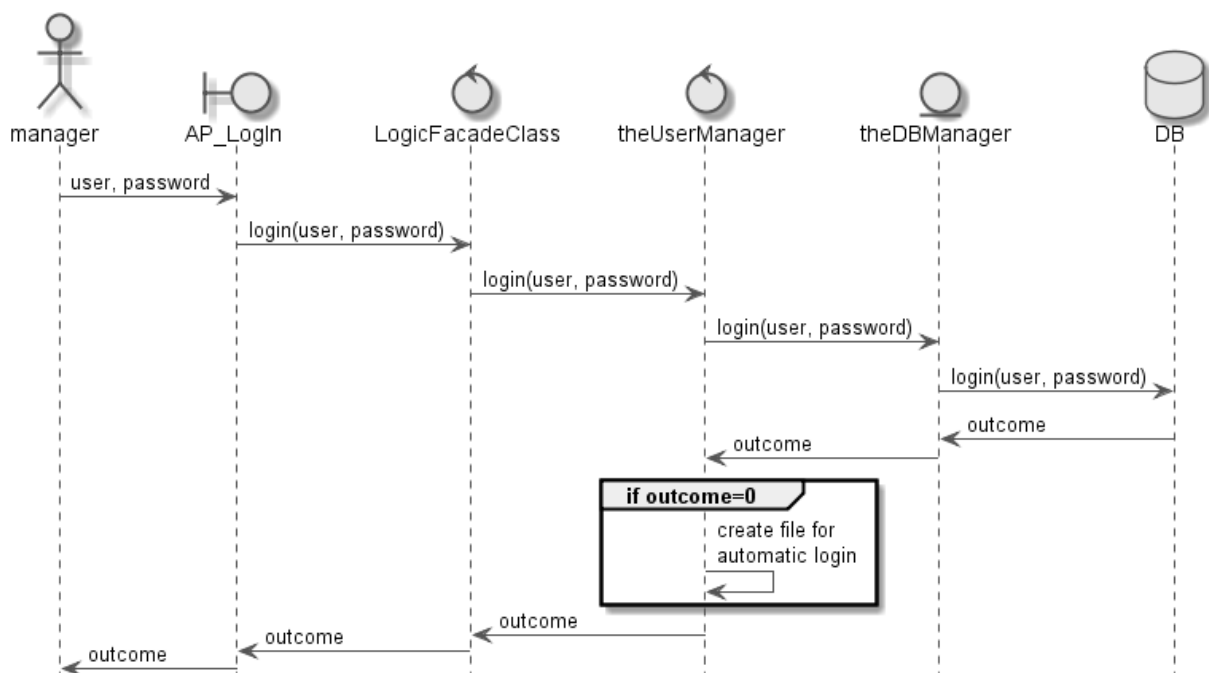 manager
AP_LogIn
LogicFacadeClass
theUserManager
theDBManager
DB
user, password
login(user, password)
login(user, password)
login(user, password)
login(user, password)
outcome
outcome
if outcome=0
create file for
automatic login
outcome
outcome
outcome